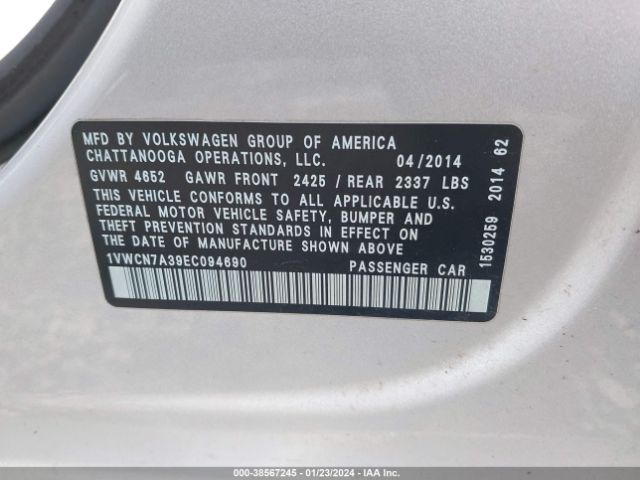 MFD BY VOLKSWAGEN GROUP OF AMERICA
CHATTANOOGA OPERATIONS, LLC. 04/2014
GVWR 4652 GAWR FRONT 2425 / REAR 2337 LBS
THIS VEHICLE CONFORMS TO ALL APPLICABLE U.S.
FEDERAL MOTOR VEHICLE SAFETY, BUMPER AND
THEFT PREVENTION STANDARDS IN EFFECT ON
THE DATE OF MANUFACTURE SHOWN ABOVE
1VWCN7A39EC094690 PASSENGER CAR
1530259 2014 62
000-38567245 - 01/23/2024 - IAAI.COM